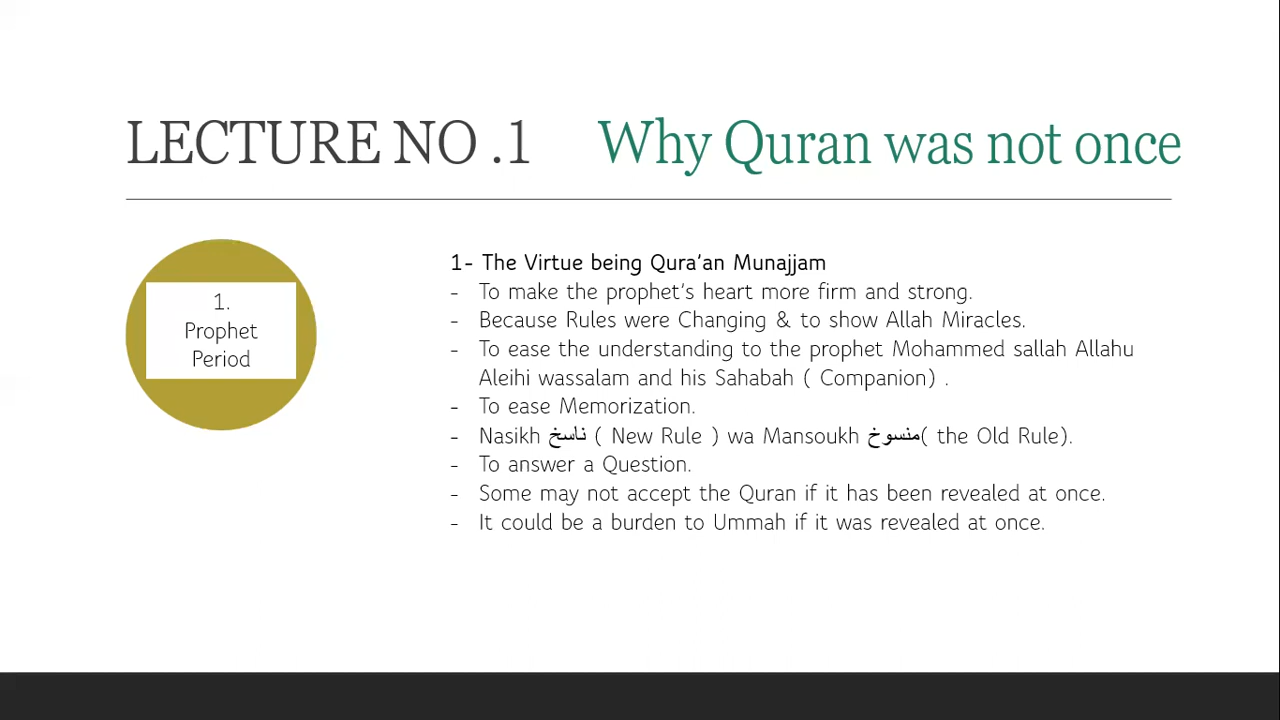 LECTURE NO .1 Why Quran was not once
1.
Prophet
Period
1- The Virtue being Qura’an Munajjam
- To make the prophet’s heart more firm and strong.
- Because Rules were Changing & to show Allah Miracles.
- To ease the understanding to the prophet Mohammed sallah Allahu
Aleihi wassalam and his Sahabah ( Companion) .
- To ease Memorization.
- Nasikh ناسخ ( New Rule ) wa Mansoukh منسوخ( the Old Rule).
- To answer a Question.
- Some may not accept the Quran if it has been revealed at once.
- It could be a burden to Ummah if it was revealed at once.